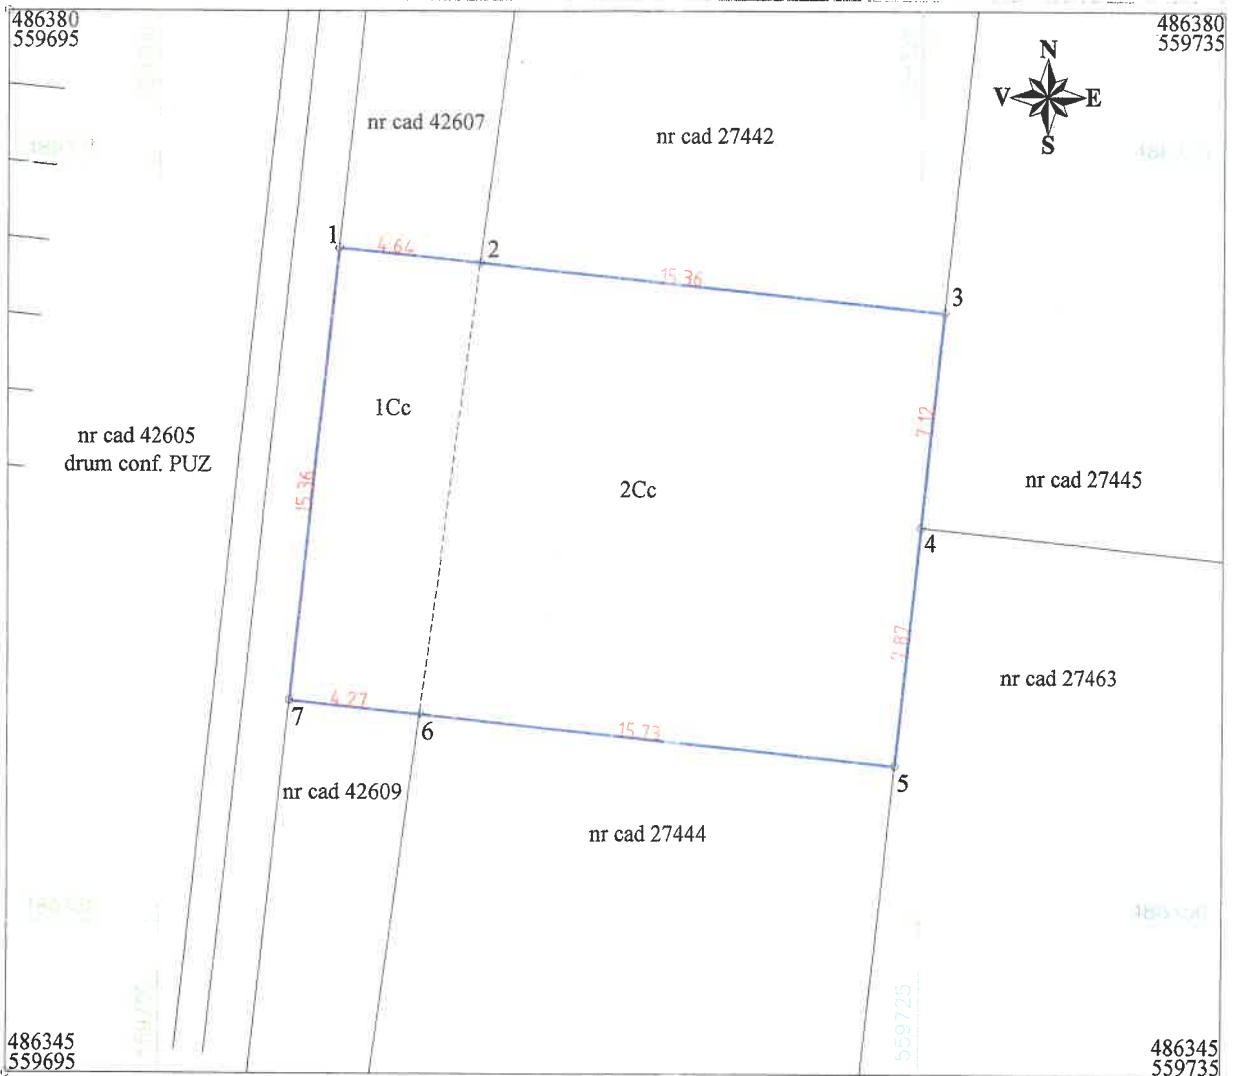 486380
559695
486380
559735
N
V E
S
nr cad 42607
nr cad 27442
1
4.64
2
15.36
3
1Cc
7.12
nr cad 42605
drum conf. PUZ
15.36
2Cc
nr cad 27445
4
nr cad 27463
4.27
7
6
15.73
5
nr cad 42609
nr cad 27444
559725
486345
559695
486345
559735